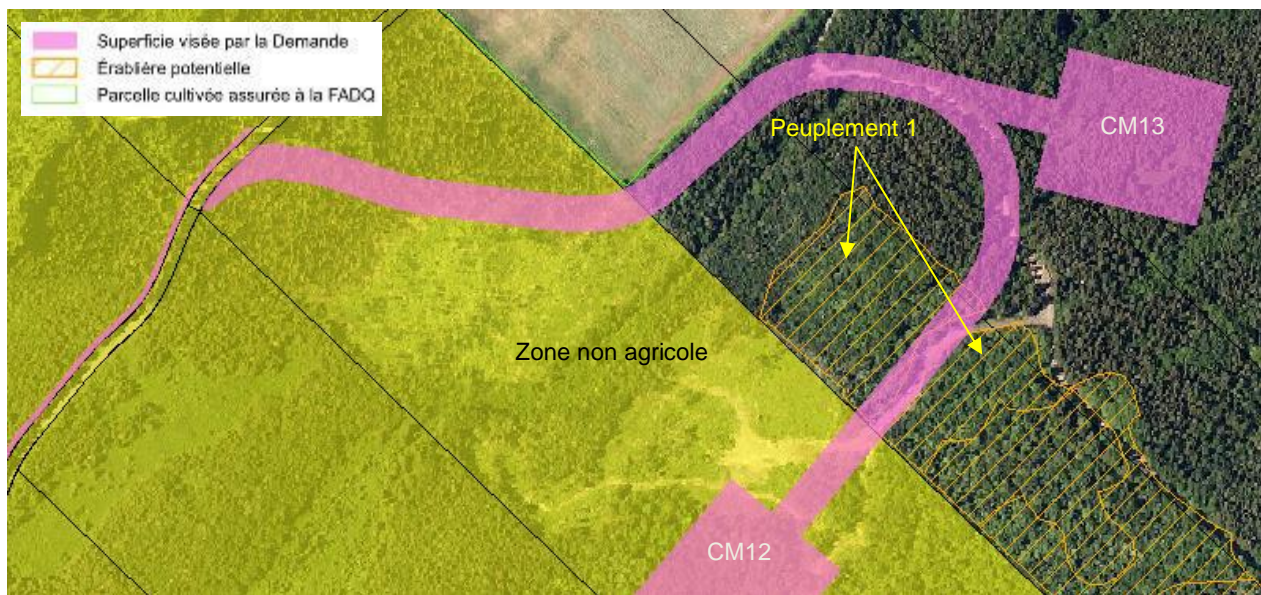 Superficie visée par la Demande
Érablière potentielle
Parcelle cultivée assurée à la FADQ
Peuplement 1
CM13
Zone non agricole
CM12